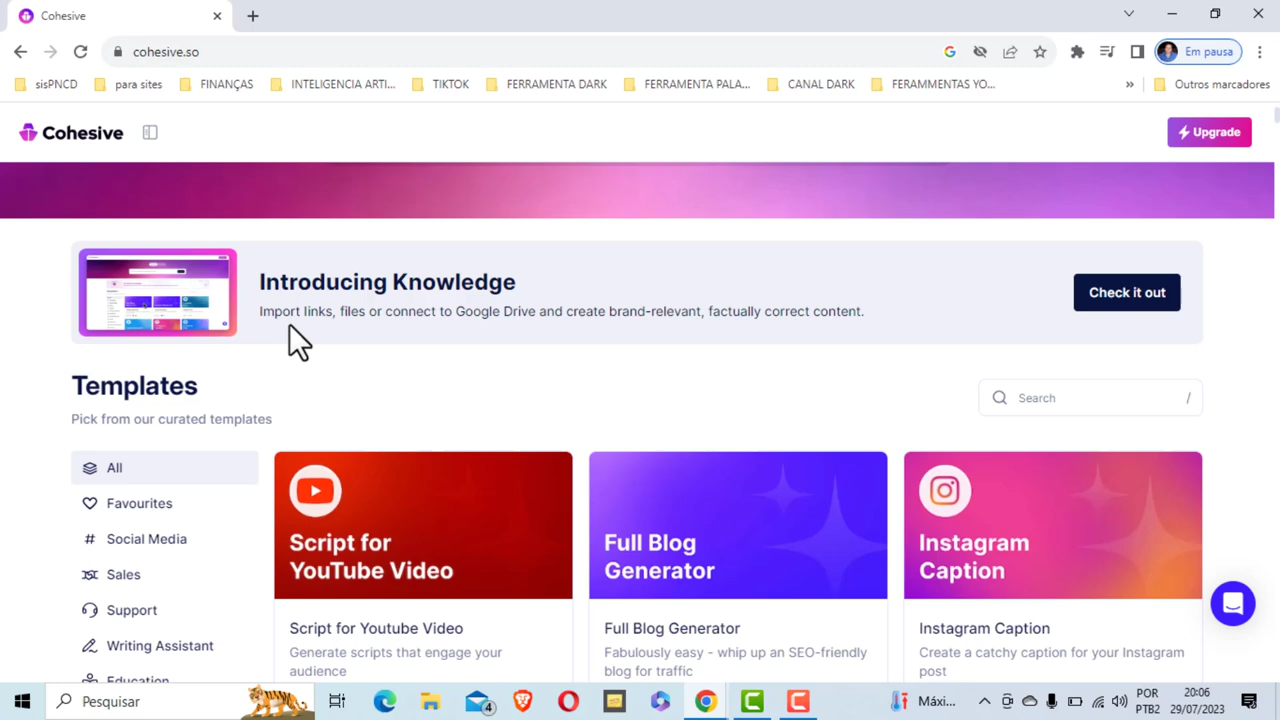 Cohesive
cohesive.so
Em pausa
sisPNCD
para sites
FINANÇAS
INTELIGENCIA ARTI...
TIKTOK
FERRAMENTA DARK
FERRAMENTA PALA...
CANAL DARK
FERAMMENTAS YO...
»
Outros marcadores
Cohesive
Upgrade
Introducing Knowledge
Import links, files or connect to Google Drive and create brand-relevant, factually correct content.
Check it out
Templates
Pick from our curated templates
Search /
All
Favourites
# Social Media
Sales
Support
Writing Assistant
Education
Script for
YouTube Video
Script for Youtube Video
Generate scripts that engage your
audience
Full Blog
Generator
Full Blog Generator
Fabulously easy - whip up an SEO-friendly
blog for traffic
Instagram
Caption
Instagram Caption
Create a catchy caption for your Instagram
post
Pesquisar
4
Máxi...
POR
PTB2
20:06
29/07/2023